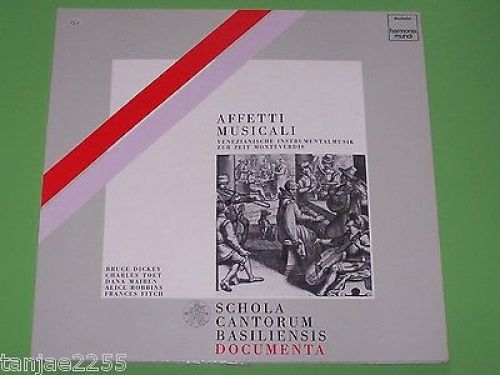 deutsche
harmonia
mundi
AFFETTI
MUSICALI
VENEZIANISCHE INSTRUMENTALMUSIK
ZUR ZEIT MONTEVERDIS
BRUCE DICKEY
CHARLES TOET
DANA MAIBEN
ALICE ROBBINS
FRANCES FITCH
SCHOLA
CANTORUM
BASILIENSIS
DOCUMENTA
tanjae2255